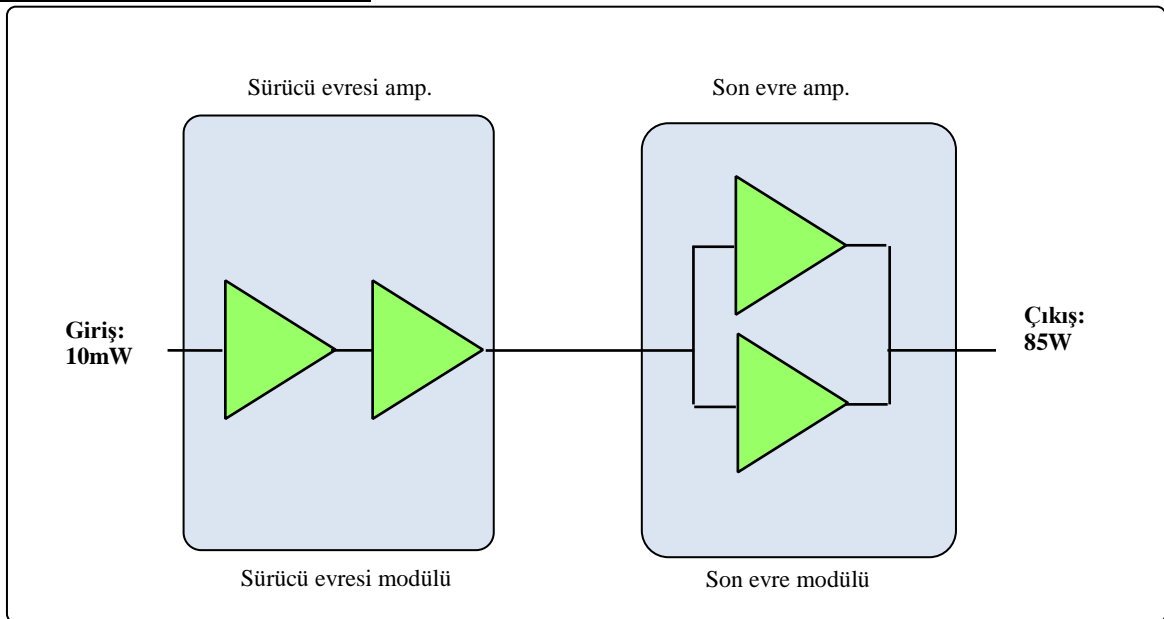 Sürücü evresi amp.
Son evre amp.
Giriş:
10mW
Çıkış:
85W
Sürücü evresi modülü
Son evre modülü